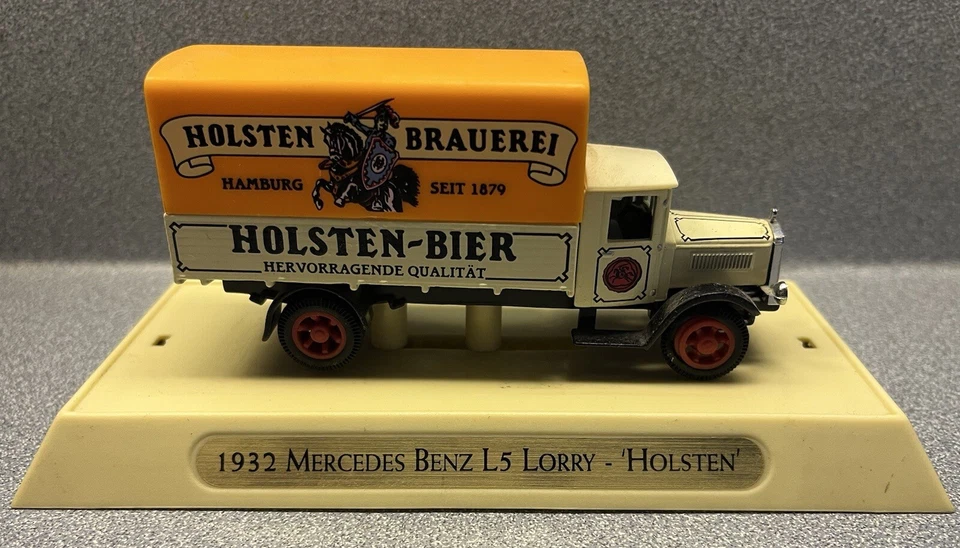 HOLSTEN BRAUEREI
HAMBURG SEIT 1879
HOLSTEN-BIER
HERVORRAGENDE QUALITÄT
1932 MERCEDES BENZ L5 LORRY - 'HOLSTEN'